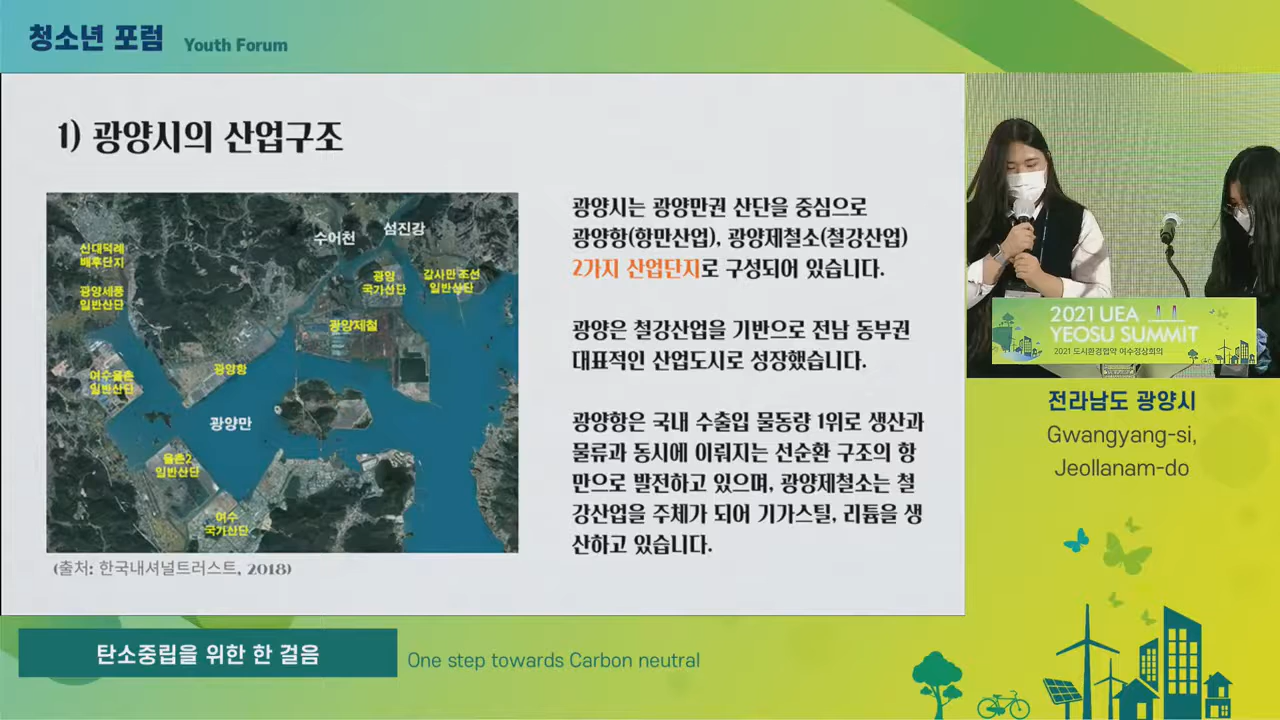 청소년 포럼 Youth Forum
1) 광양시의 산업구조
수어천
섬진강
신대덕례
배후단지
광양
국가산단
갈사만 조선
일반산단
광양세풍
일반산단
광양제철
여수율촌
일반산단
광양항
광양만
율촌2
일반산단
여수
국가산단
(출처: 한국내셔널트러스트, 2018)
광양시는 광양만권 산단을 중심으로
광양항(항만산업), 광양제철소(철강산업)
2가지 산업단지로 구성되어 있습니다.
광양은 철강산업을 기반으로 전남 동부권
대표적인 산업도시로 성장했습니다.
광양항은 국내 수출입 물동량 1위로 생산과
물류과 동시에 이뤄지는 선순환 구조의 항
만으로 발전하고 있으며, 광양제철소는 철
강산업을 주체가 되어 기가스틸, 리튬을 생
산하고 있습니다.
2021 UEA
YEOSU SUMMIT
2021 도시환경협약 여수정상회의
전라남도 광양시
Gwangyang-si,
Jeollanam-do
탄소중립을 위한 한 걸음
One step towards Carbon neutral